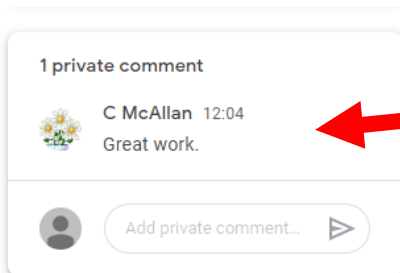 1 private comment
C McAllan 12:04
Great work.
Add private comment...